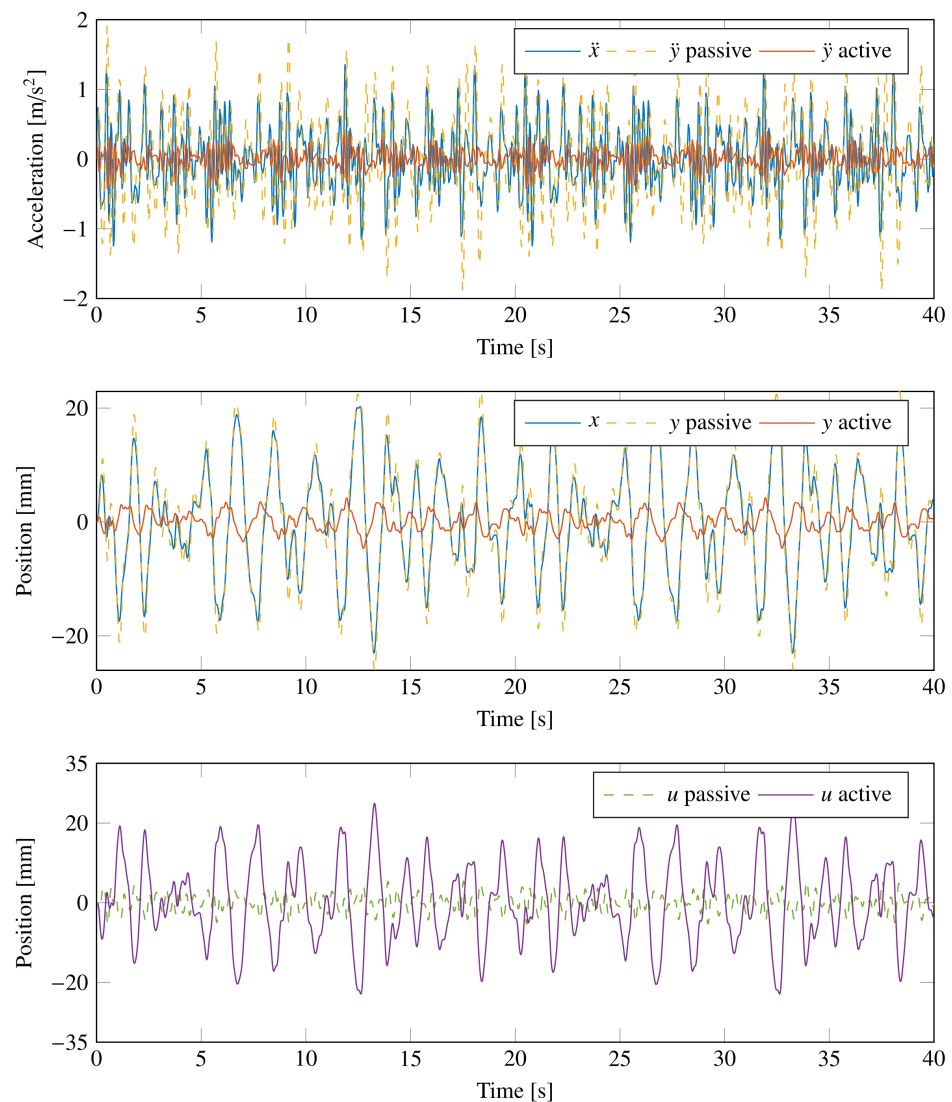 2
1
0
−1
−2
Acceleration [m/s²]
ẍ ÿ passive ÿ active
0 5 10 15 20 25 30 35 40
Time [s]
20
0
−20
Position [mm]
x y passive y active
0 5 10 15 20 25 30 35 40
Time [s]
35
20
0
−20
−35
Position [mm]
u passive u active
0 5 10 15 20 25 30 35 40
Time [s]